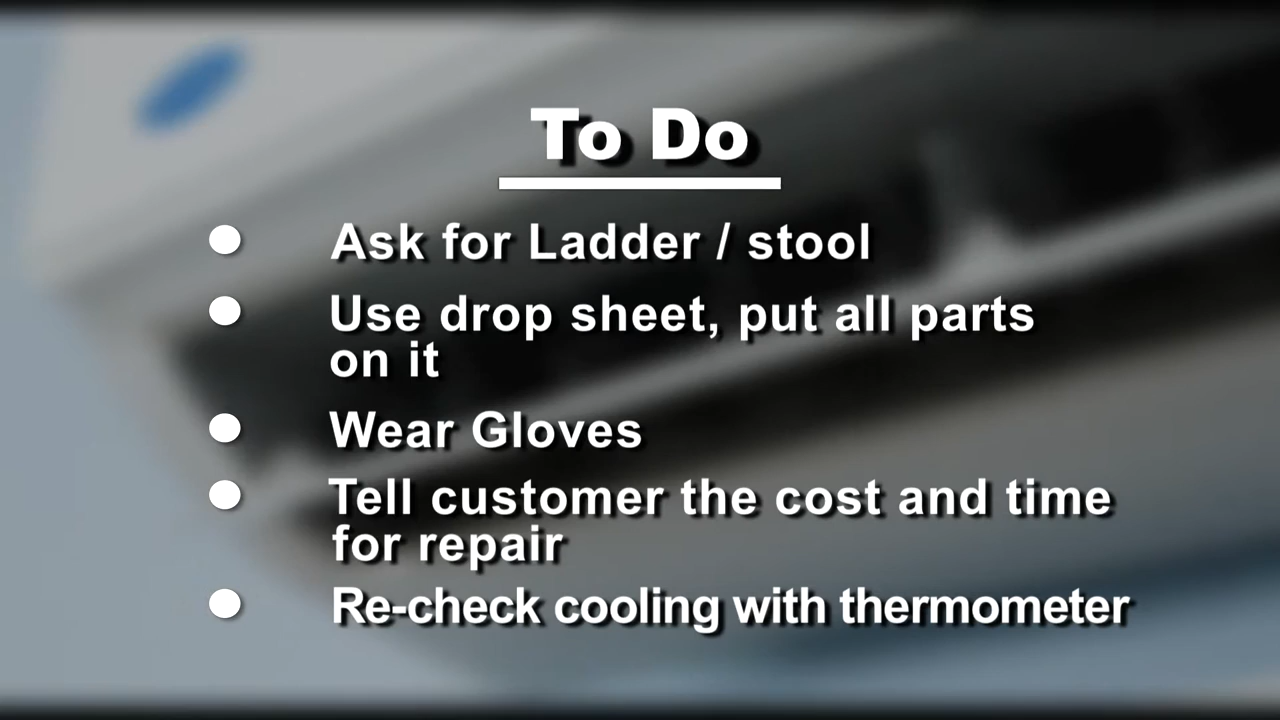 To Do
Ask for Ladder / stool
Use drop sheet, put all parts
on it
Wear Gloves
Tell customer the cost and time
for repair
Re-check cooling with thermometer